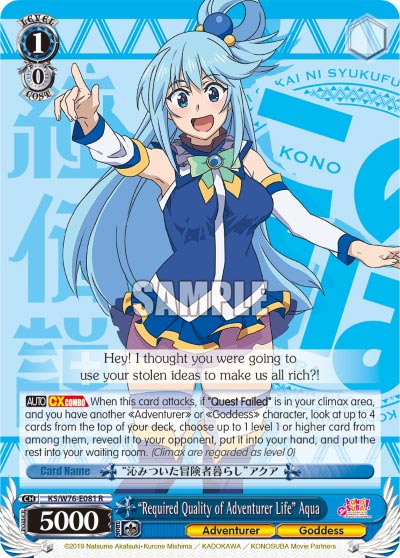 LEVEL
1
0
COST
KAI NI SYUKUFU
KONO
SAMPLE
Hey! I thought you were going to
use your stolen ideas to make us all rich?!
AUTO CX COMBO When this card attacks, if "Quest Failed" is in your climax area,
and you have another «Adventurer» or «Goddess» character, look at up to 4
cards from the top of your deck, choose up to 1 level 1 or higher card from
among them, reveal it to your opponent, put it into your hand, and put the
rest into your waiting room. (Climax are regarded as level 0)
Card Name
“沁みついた冒険者暮らし”アクア
CH KS/W76-E081 R
5000
“Required Quality of Adventurer Life” Aqua
Adventurer
Goddess
©2019 Natsume Akatsuki・Kurone Mishima / KADOKAWA / KONOSUBA Movie Partners